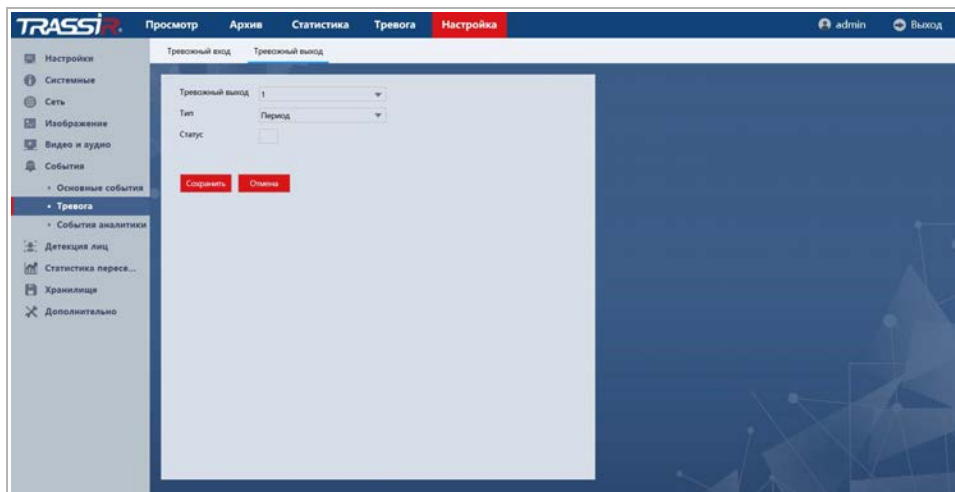 TRASSIR Просмотр Архив Статистика Тревога Настройка admin Выход
Тревожный вход Тревожный выход
Настройки
Системные
Сеть
Изображение
Видео и аудио
События
Основные события
Тревога
События аналитики
Детекция лиц
Статистика пересе...
Хранилище
Дополнительно
Тревожный выход 1
Тип Период
Статус
Сохранить Отмена